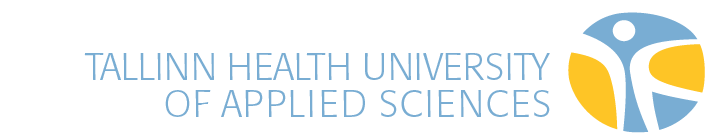 TALLINN HEALTH UNIVERSITY
OF APPLIED SCIENCES